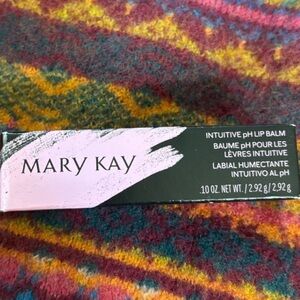 MARY KAY
INTUITIVE pH LIP BALM
BAUME pH POUR LES
LÈVRES INTUITIVE
LABIAL HUMECTANTE
INTUITIVO AL pH
.10 OZ. NET WT. / 2.92 g / 2,92 g